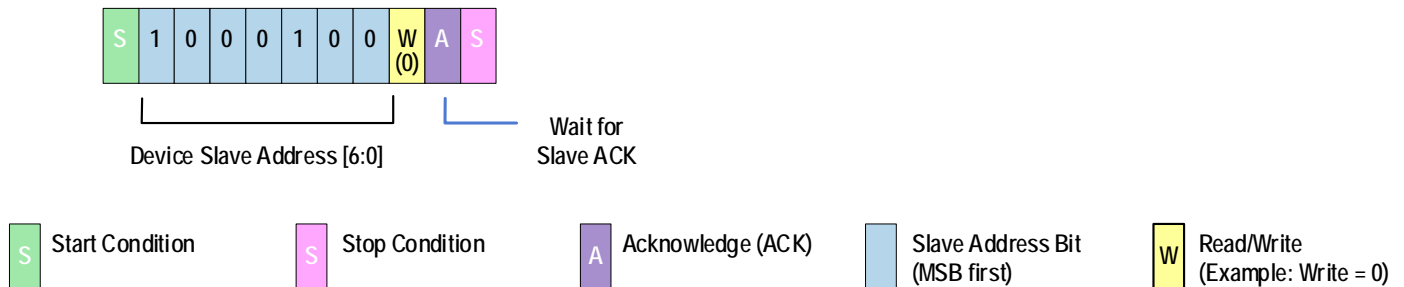 S 1 0 0 0 1 0 0 W A S
(0)
Wait for
Device Slave Address [6:0] Slave ACK
S Start Condition S Stop Condition A Acknowledge (ACK) Slave Address Bit W Read/Write
(MSB first) (Example: Write = 0)